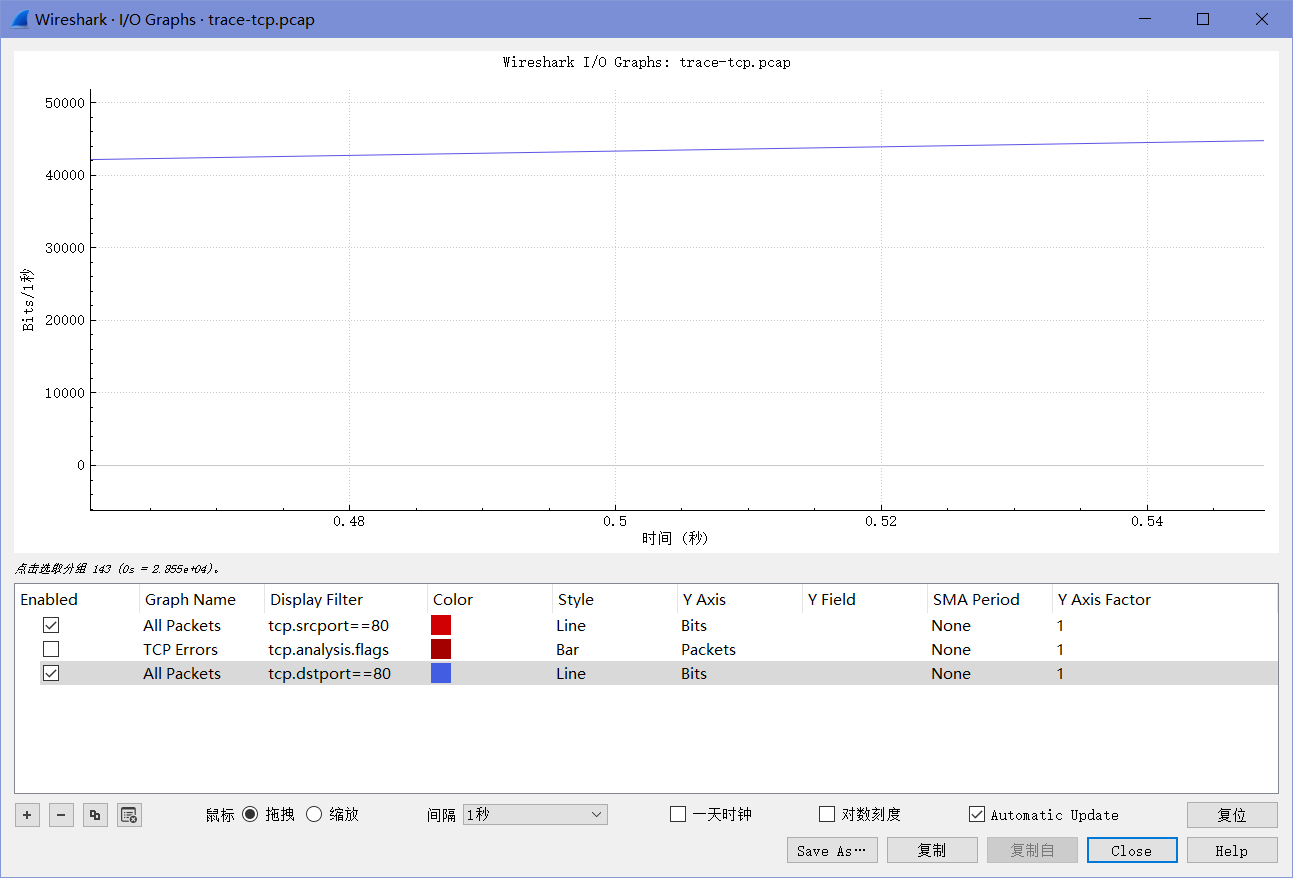 Wireshark · I/O Graphs · trace-tcp.pcap
Wireshark I/O Graphs: trace-tcp.pcap
50000
40000
30000
20000
10000
0
Bits/1秒
0.48 0.5 0.52 0.54
时间 (秒)
点击选取分组 143 (0s = 2.855e+04)。
Enabled Graph Name Display Filter Color Style Y Axis Y Field SMA Period Y Axis Factor
All Packets tcp.srcport==80 Line Bits None 1
TCP Errors tcp.analysis.flags Bar Packets None 1
All Packets tcp.dstport==80 Line Bits None 1
鼠标 拖拽 缩放 间隔 1秒 一天时钟 对数刻度 Automatic Update 复位
Save As… 复制 复制自 Close Help